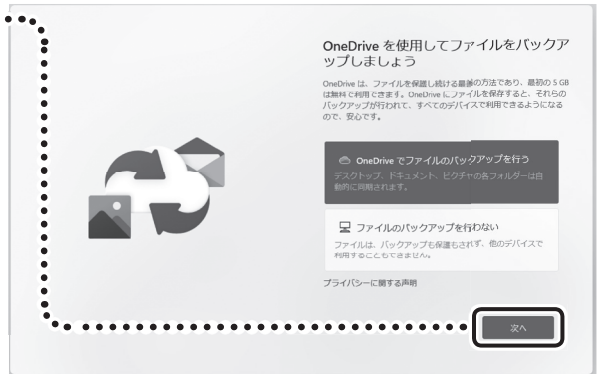 OneDrive を使用してファイルをバックア
ップしましょう
OneDrive は、ファイルを保護し続ける最善の方法であり、最初の 5 GB
は無料で利用できます。OneDrive にファイルを保存すると、それらの
バックアップが行われて、すべてのデバイスで利用できるようになる
ので、安心です。
OneDrive でファイルのバックアップを行う
デスクトップ、ドキュメント、ピクチャの各フォルダーは自
動的に同期されます。
ファイルのバックアップを行わない
ファイルは、バックアップも保護もされず、他のデバイスで
利用することもできません。
プライバシーに関する声明
次へ